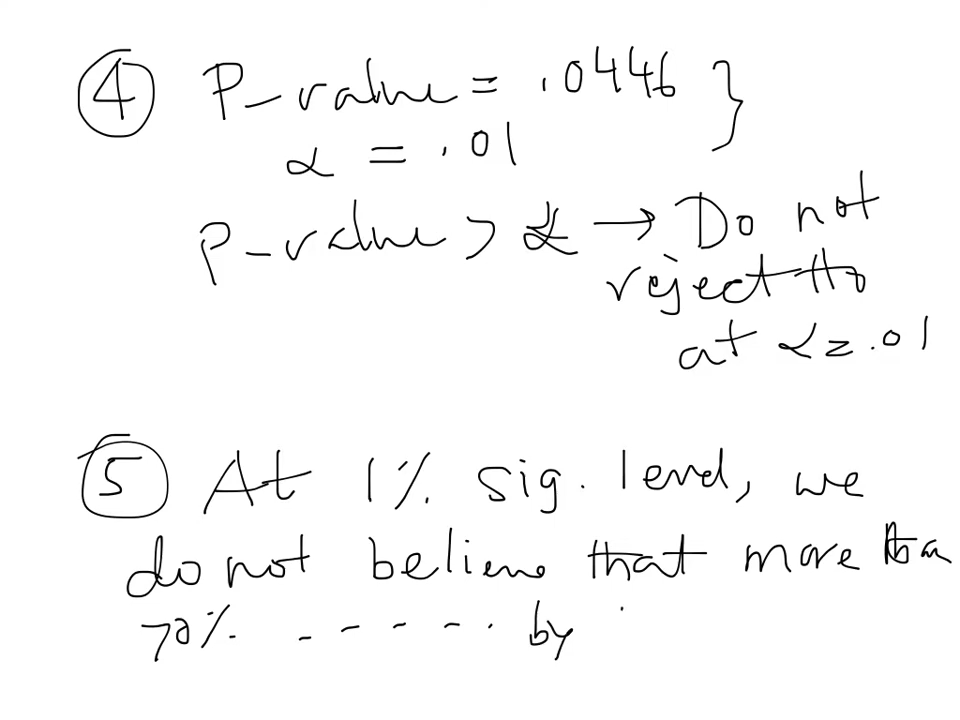 ④ P-value = .0446 }
α = .01
P-value > α → Do not
reject H0
at α = .01
⑤ At 1% sig. level, we
do not believe that more than
70% - - - - . by